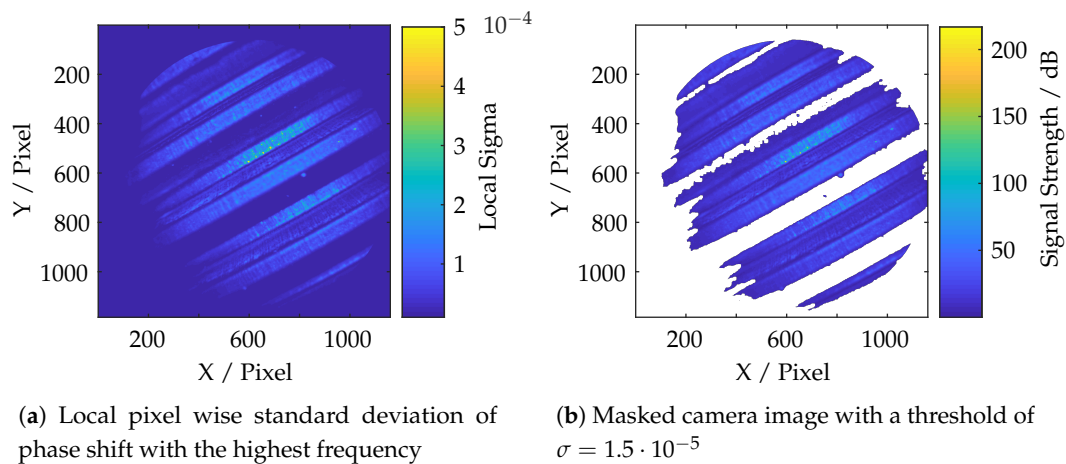 5 10⁻⁴
4
3
2
1
Local Sigma
200
400
600
800
1000
Y / Pixel
200 600 1000
X / Pixel
(a) Local pixel wise standard deviation of
phase shift with the highest frequency
200
150
100
50
Signal Strength / dB
200
400
600
800
1000
Y / Pixel
200 600 1000
X / Pixel
(b) Masked camera image with a threshold of
σ = 1.5 · 10⁻⁵